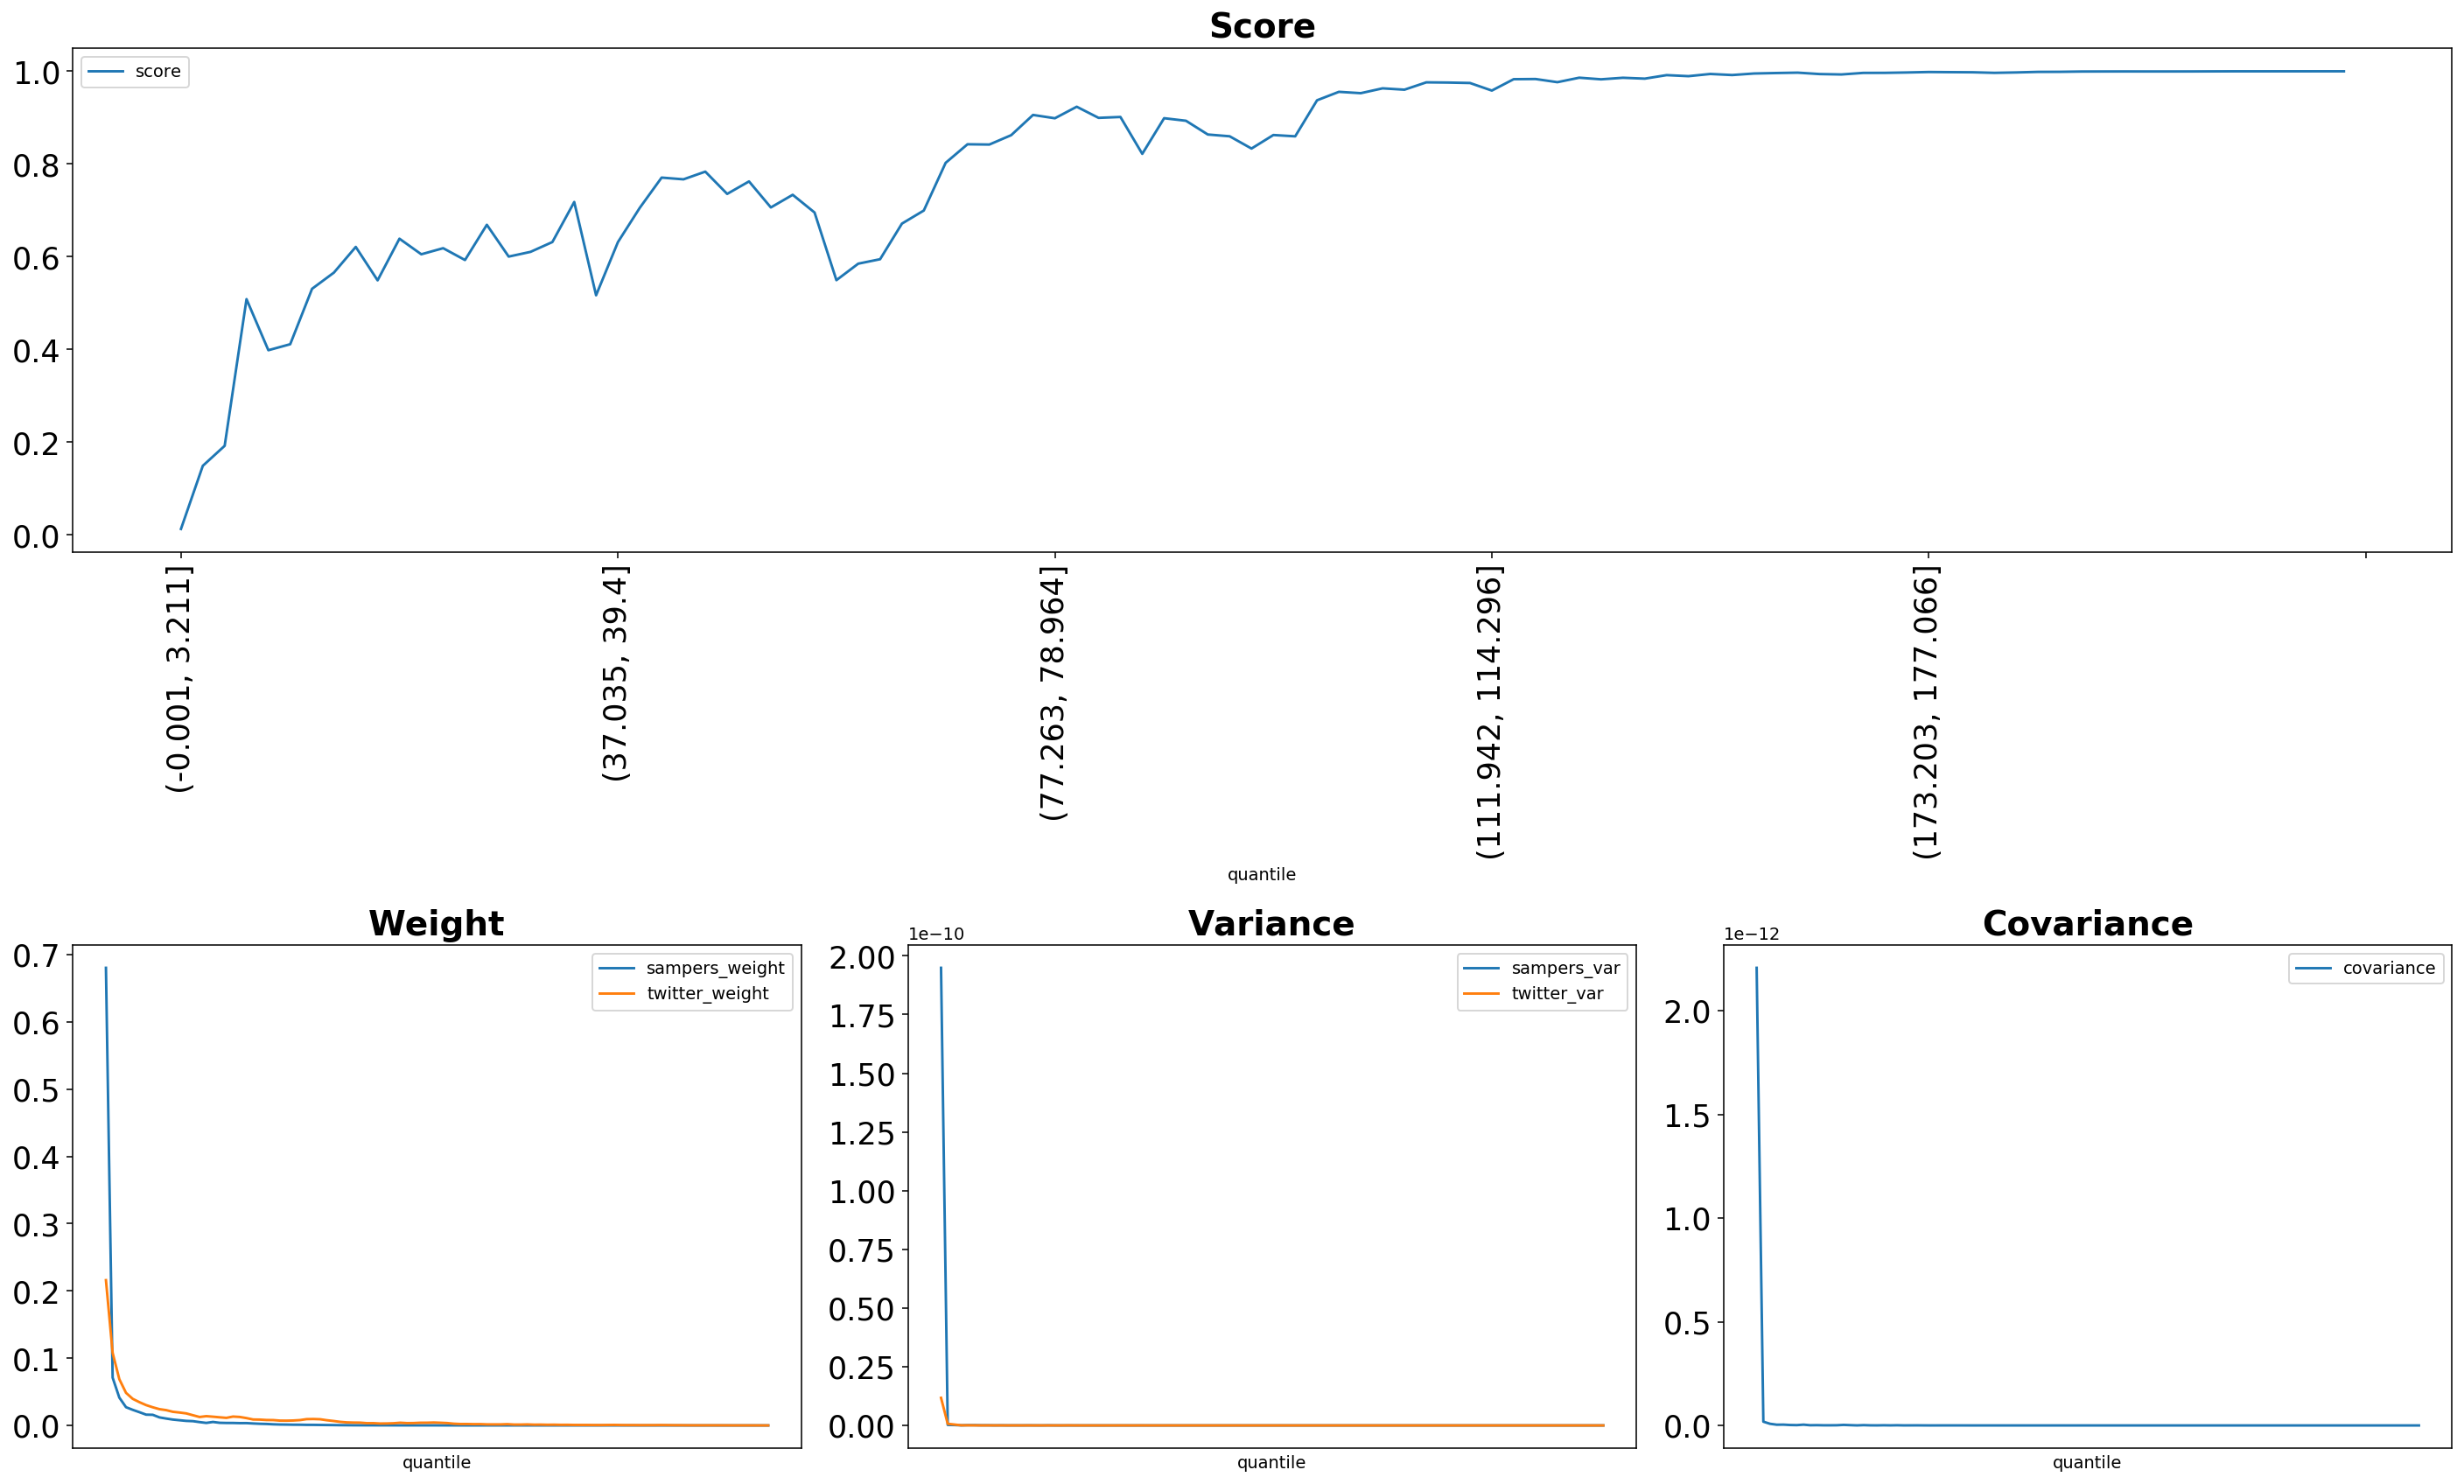 Score
score
1.0
0.8
0.6
0.4
0.2
0.0
(-0.001, 3.211]
(37.035, 39.4]
(77.263, 78.964]
(111.942, 114.296]
(173.203, 177.066]
quantile
Weight
sampers_weight
twitter_weight
0.7
0.6
0.5
0.4
0.3
0.2
0.1
0.0
quantile
Variance
1e−10
sampers_var
twitter_var
2.00
1.75
1.50
1.25
1.00
0.75
0.50
0.25
0.00
quantile
Covariance
1e−12
covariance
2.0
1.5
1.0
0.5
0.0
quantile